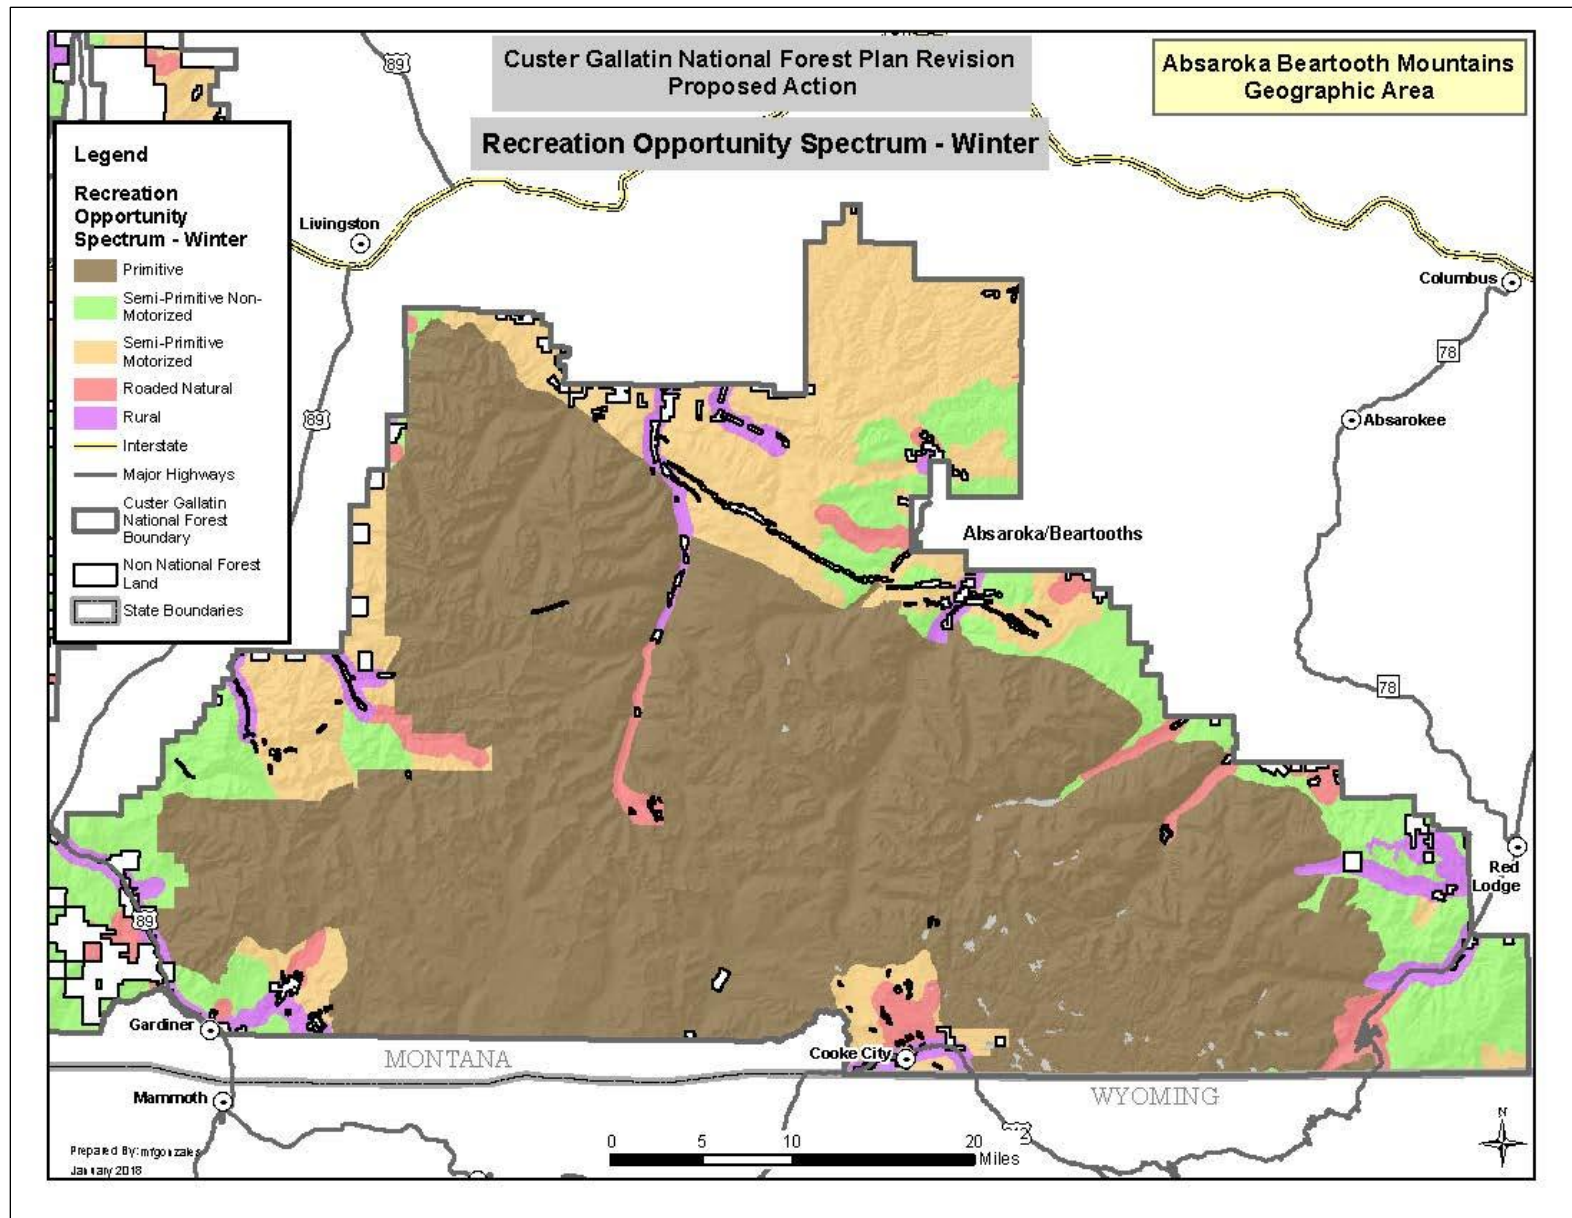 Custer Gallatin National Forest Plan Revision
Proposed Action
Recreation Opportunity Spectrum - Winter
Absaroka Beartooth Mountains
Geographic Area
Legend
Recreation
Opportunity
Spectrum - Winter
Primitive
Semi-Primitive Non-
Motorized
Semi-Primitive
Motorized
Roaded Natural
Rural
Interstate
Major Highways
Custer Gallatin
National Forest
Boundary
Non National Forest
Land
State Boundaries
89
Livingston
Columbus
78
89
Absarokee
Absaroka/Beartooths
78
Red
Lodge
89
Gardiner
Cooke City
MONTANA
WYOMING
Mammoth
0 5 10 20
Miles
N
Prepared By: mfgonzales
January 2018